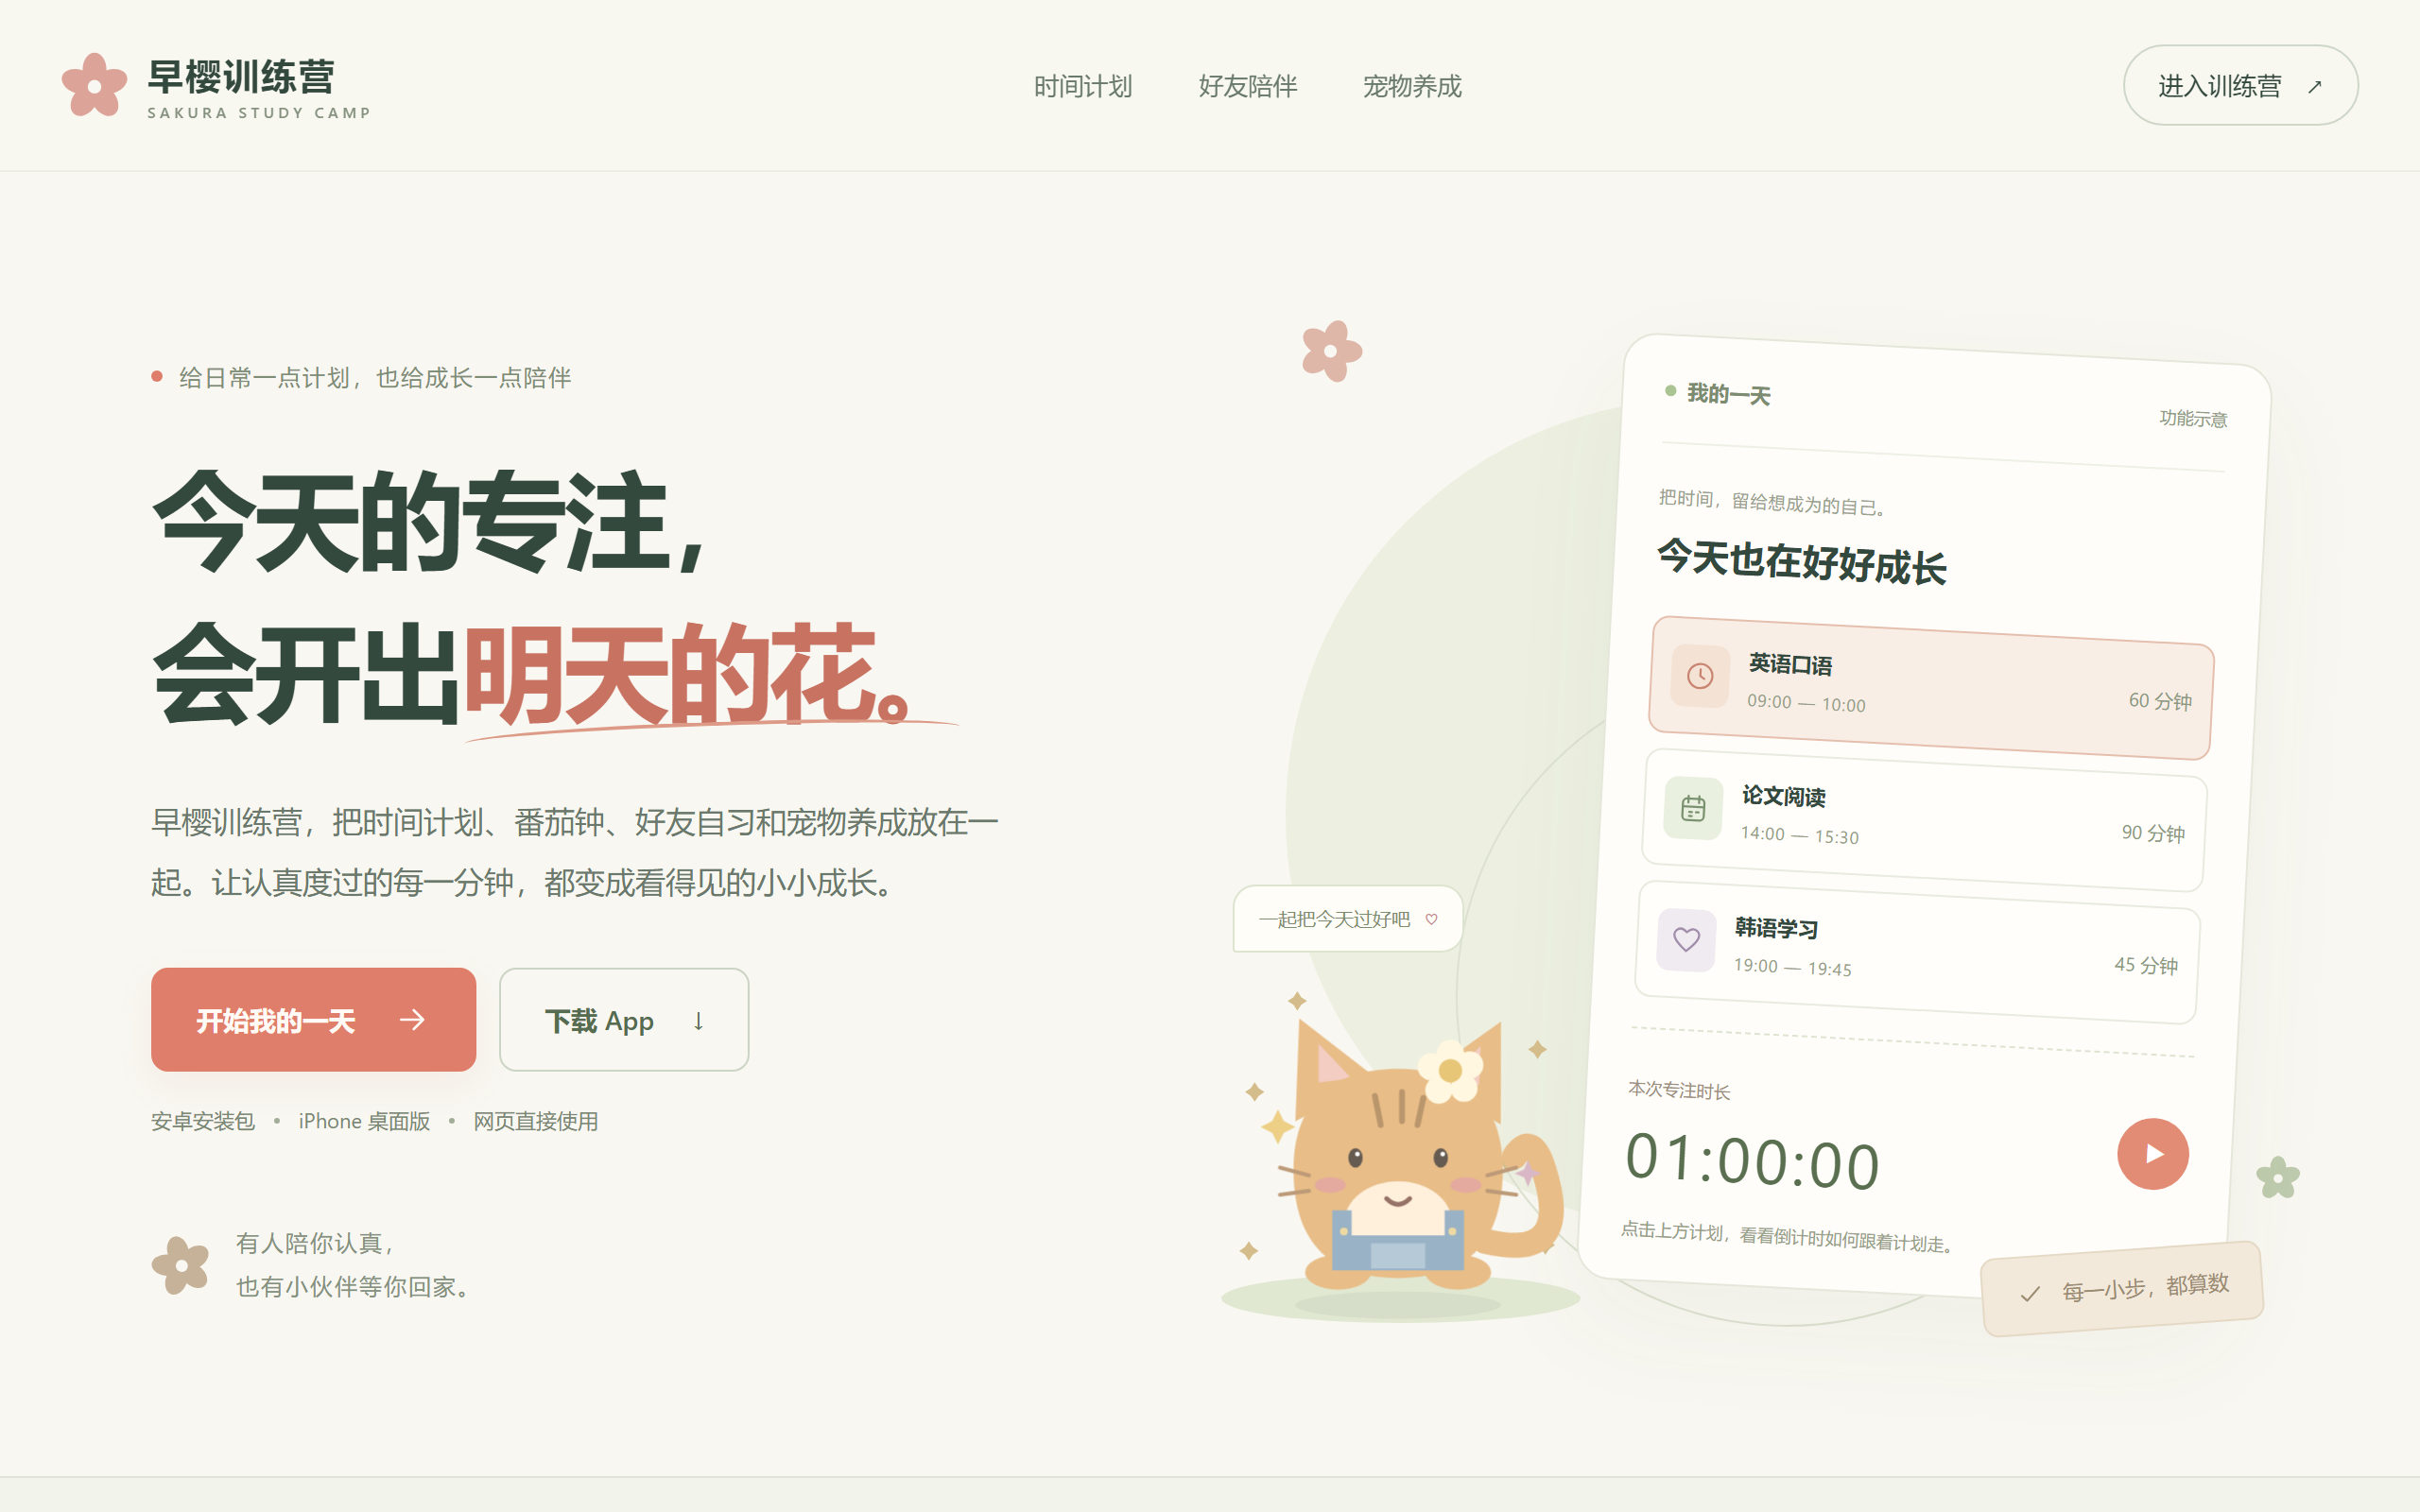 早樱训练营
SAKURA STUDY CAMP
时间计划
好友陪伴
宠物养成
进入训练营 ↗
给日常一点计划，也给成长一点陪伴
今天的专注，
会开出明天的花。
早樱训练营，把时间计划、番茄钟、好友自习和宠物养成放在一
起。让认真度过的每一分钟，都变成看得见的小小成长。
开始我的一天 →
下载 App ↓
安卓安装包 • iPhone 桌面版 • 网页直接使用
有人陪你认真，
也有小伙伴等你回家。
一起把今天过好吧 ♡
我的一天
功能示意
把时间，留给想成为的自己。
今天也在好好成长
英语口语
09:00 — 10:00
60 分钟
论文阅读
14:00 — 15:30
90 分钟
韩语学习
19:00 — 19:45
45 分钟
本次专注时长
01:00:00
点击上方计划，看看倒计时如何跟着计划走。
✓ 每一小步，都算数